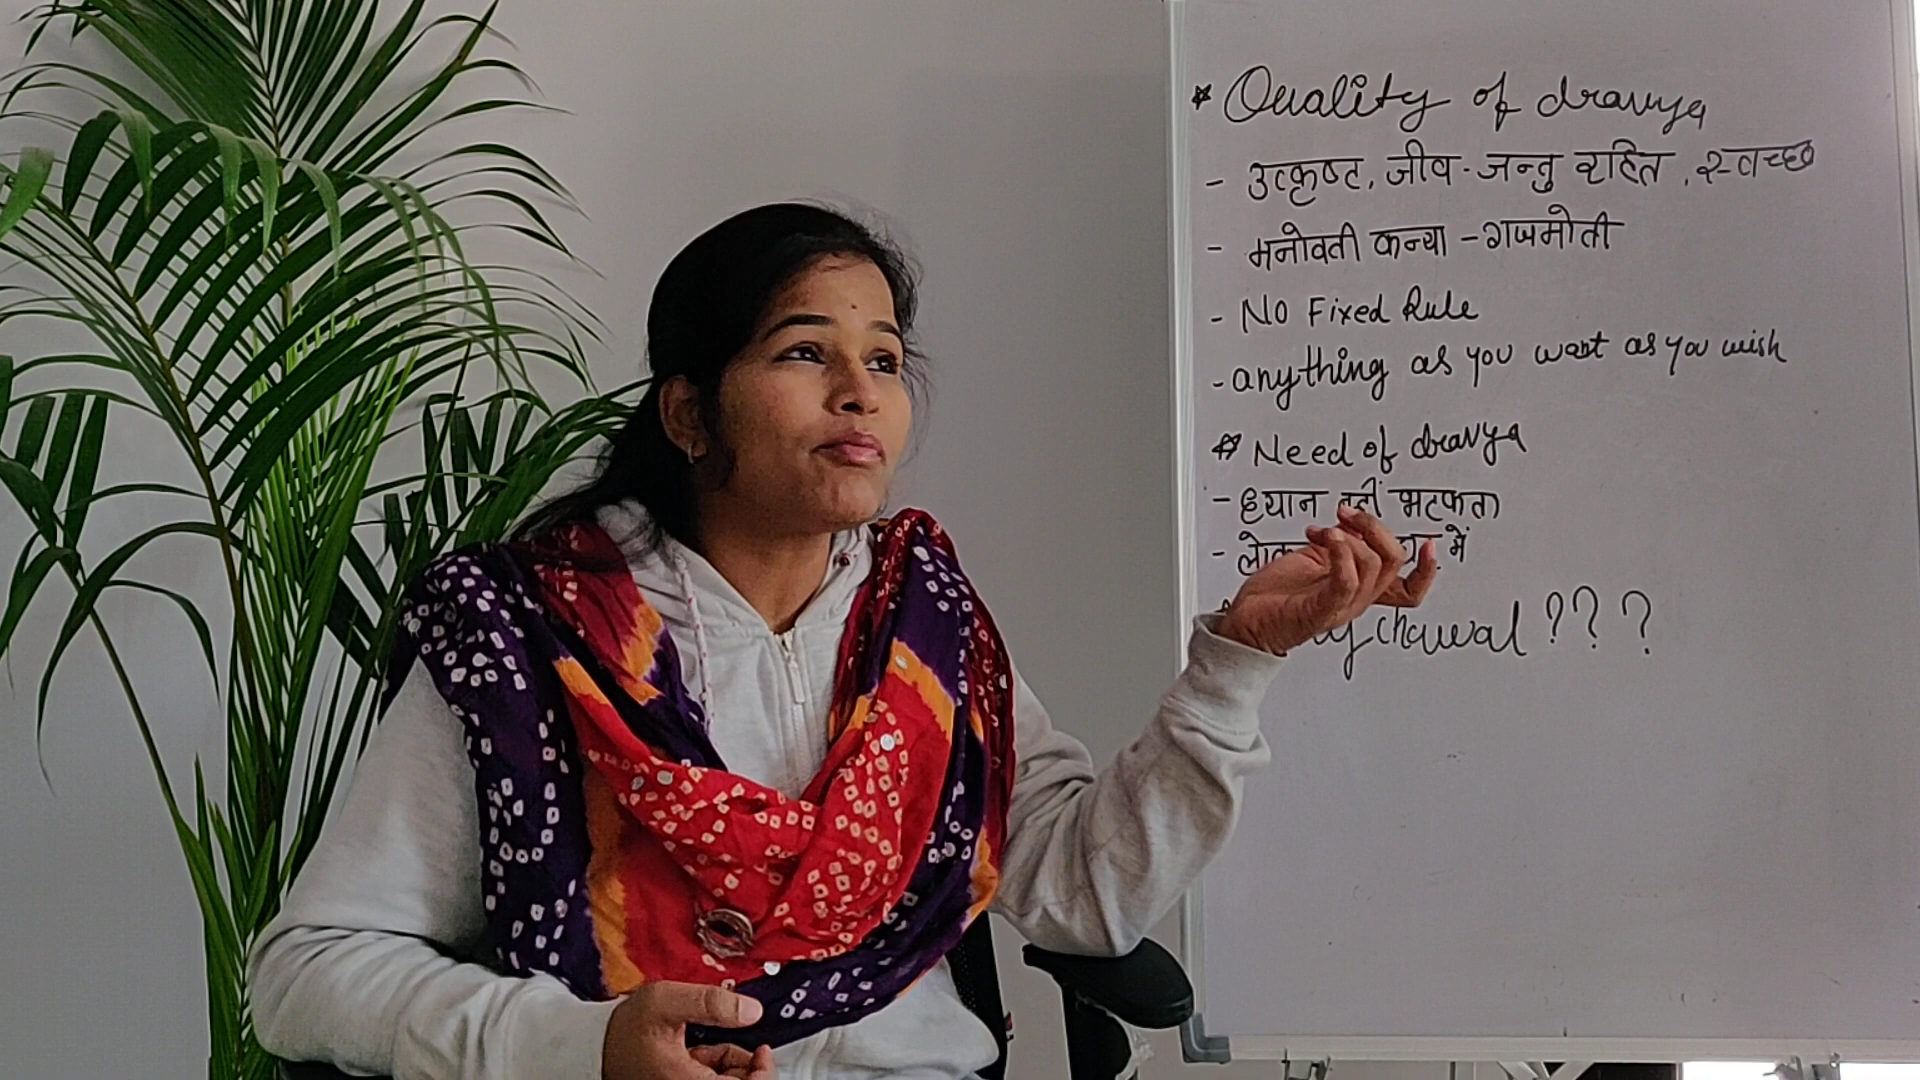 * Quality of dravya
- उत्कृष्ट, जीव-जन्तु रहित, स्वच्छ
- मनोवती कन्या - गजमोती
- NO Fixed Rule
- anything as you want as you wish
* Need of dravya
- ध्यान नहीं भटकता
- में
chawal ???